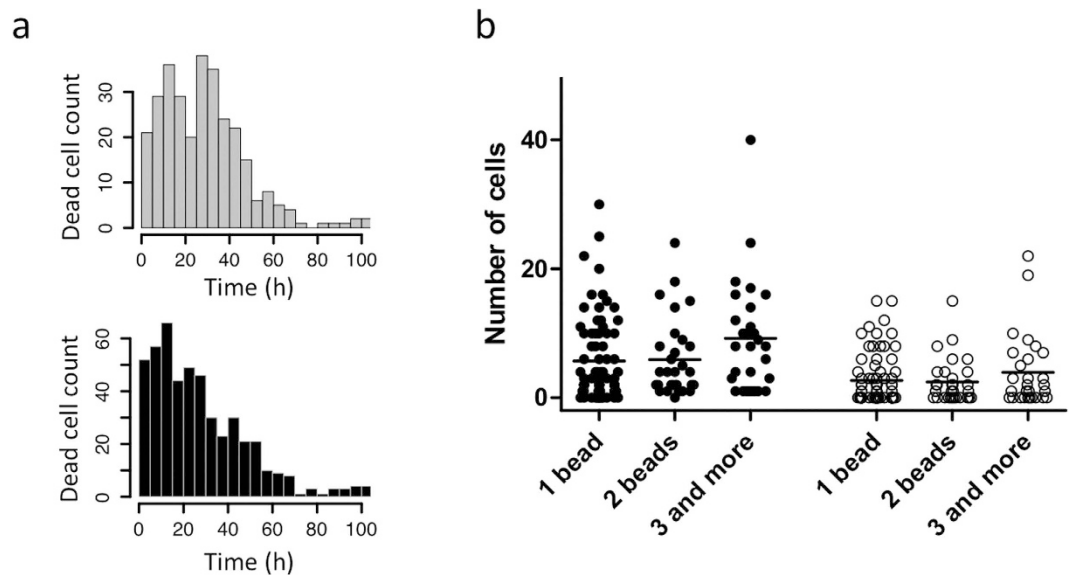 a
Dead cell count
0
10
20
30
0 20 40 60 80 100
Time (h)
Dead cell count
0
20
40
60
0 20 40 60 80 100
Time (h)
b
Number of cells
40
20
0
1 bead
2 beads
3 and more
1 bead
2 beads
3 and more